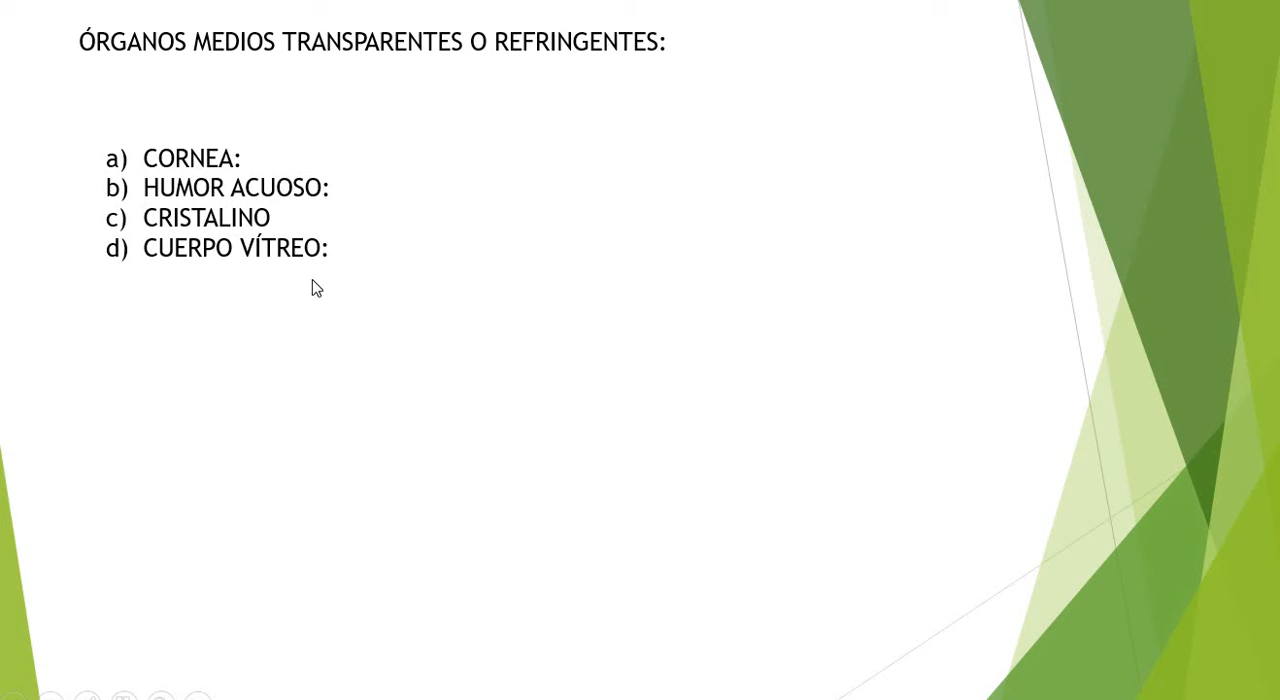 ÓRGANOS MEDIOS TRANSPARENTES O REFRINGENTES:
a) CORNEA:
b) HUMOR ACUOSO:
c) CRISTALINO
d) CUERPO VÍTREO: